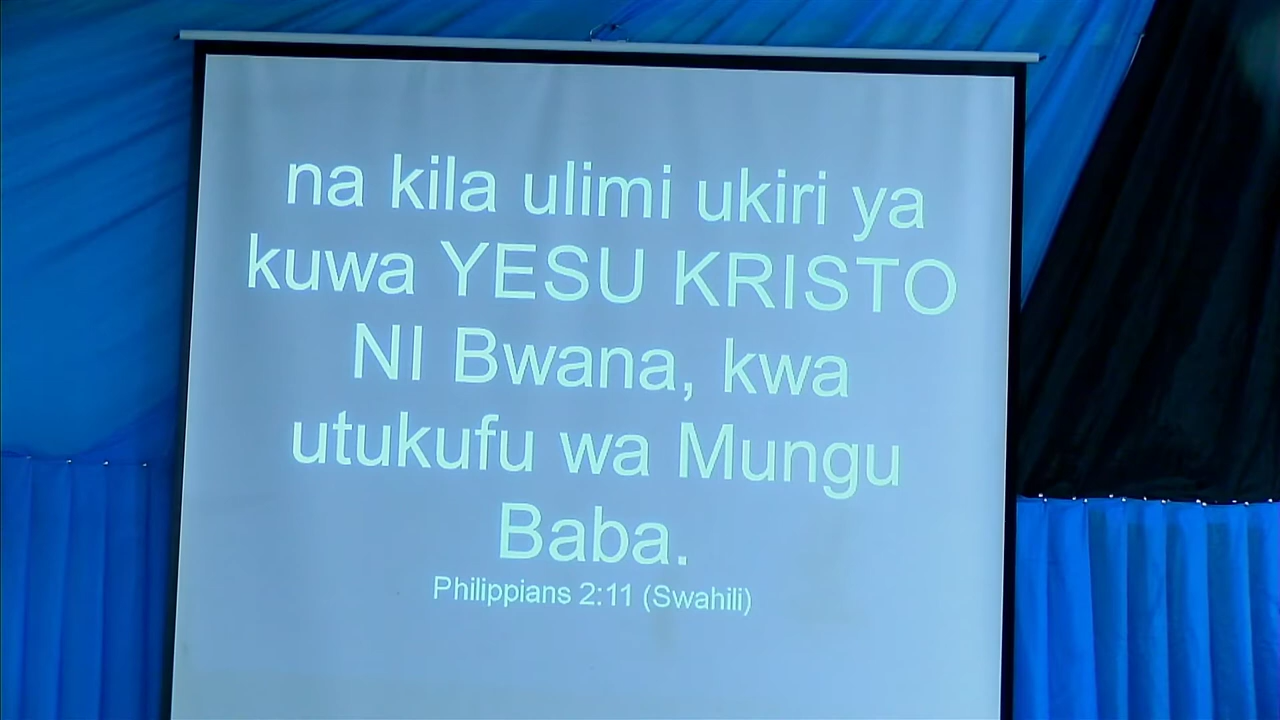 na kila ulimi ukiri ya
kuwa YESU KRISTO
NI Bwana, kwa
utukufu wa Mungu
Baba.
Philippians 2:11 (Swahili)